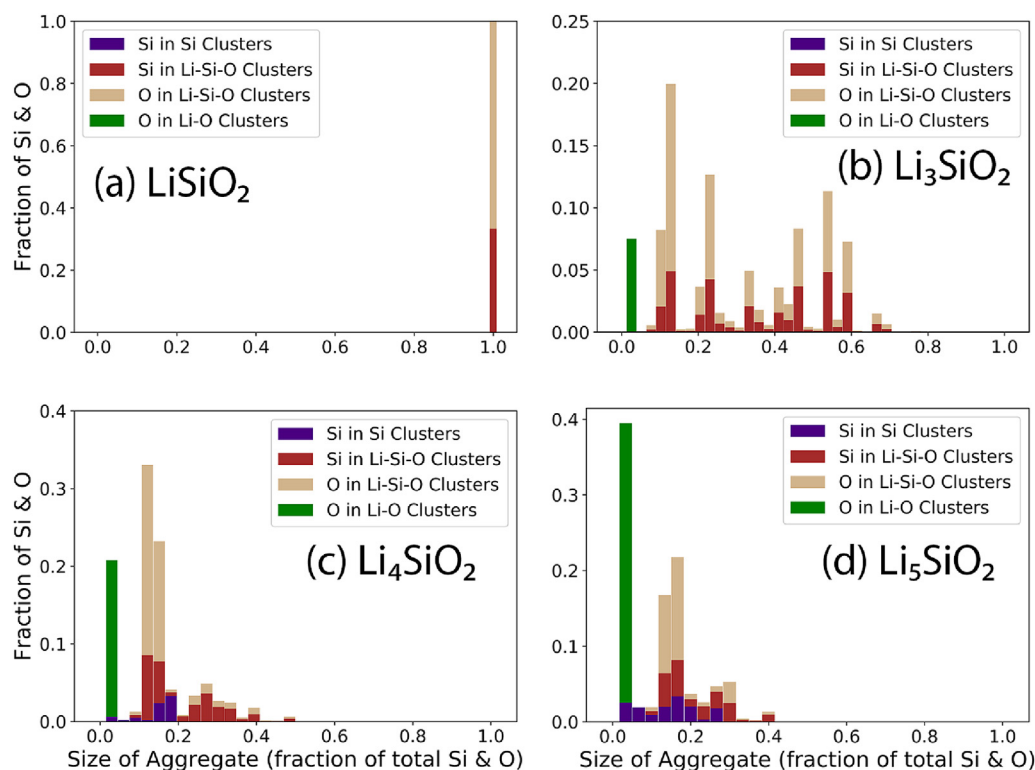 1.0
0.8
0.6
0.4
0.2
0.0
Fraction of Si & O
Si in Si Clusters
Si in Li-Si-O Clusters
O in Li-Si-O Clusters
O in Li-O Clusters
(a) LiSiO₂
0.0 0.2 0.4 0.6 0.8 1.0
0.25
0.20
0.15
0.10
0.05
0.00
Si in Si Clusters
Si in Li-Si-O Clusters
O in Li-Si-O Clusters
O in Li-O Clusters
(b) Li₃SiO₂
0.0 0.2 0.4 0.6 0.8 1.0
0.4
0.3
0.2
0.1
0.0
Fraction of Si & O
Si in Si Clusters
Si in Li-Si-O Clusters
O in Li-Si-O Clusters
O in Li-O Clusters
(c) Li₄SiO₂
0.0 0.2 0.4 0.6 0.8 1.0
Size of Aggregate (fraction of total Si & O)
0.4
0.3
0.2
0.1
0.0
Si in Si Clusters
Si in Li-Si-O Clusters
O in Li-Si-O Clusters
O in Li-O Clusters
(d) Li₅SiO₂
0.0 0.2 0.4 0.6 0.8 1.0
Size of Aggregate (fraction of total Si & O)